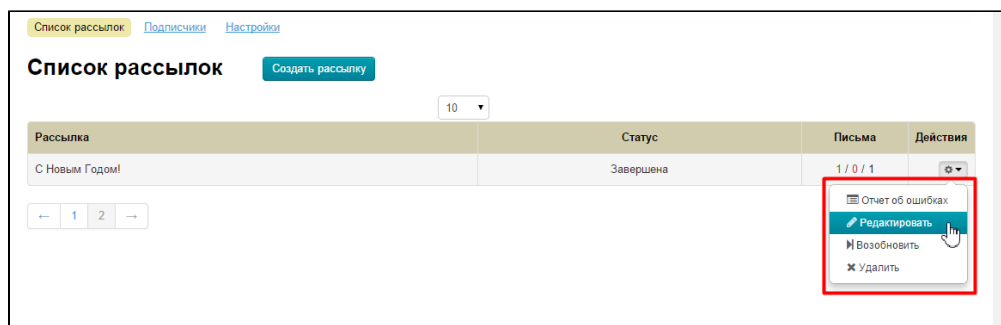 Список рассылок Подписчики Настройки
Список рассылок Создать рассылку
10
Рассылка Статус Письма Действия
С Новым Годом! Завершена 1 / 0 / 1
Отчет об ошибках
← 1 2 →
Редактировать
Возобновить
Удалить